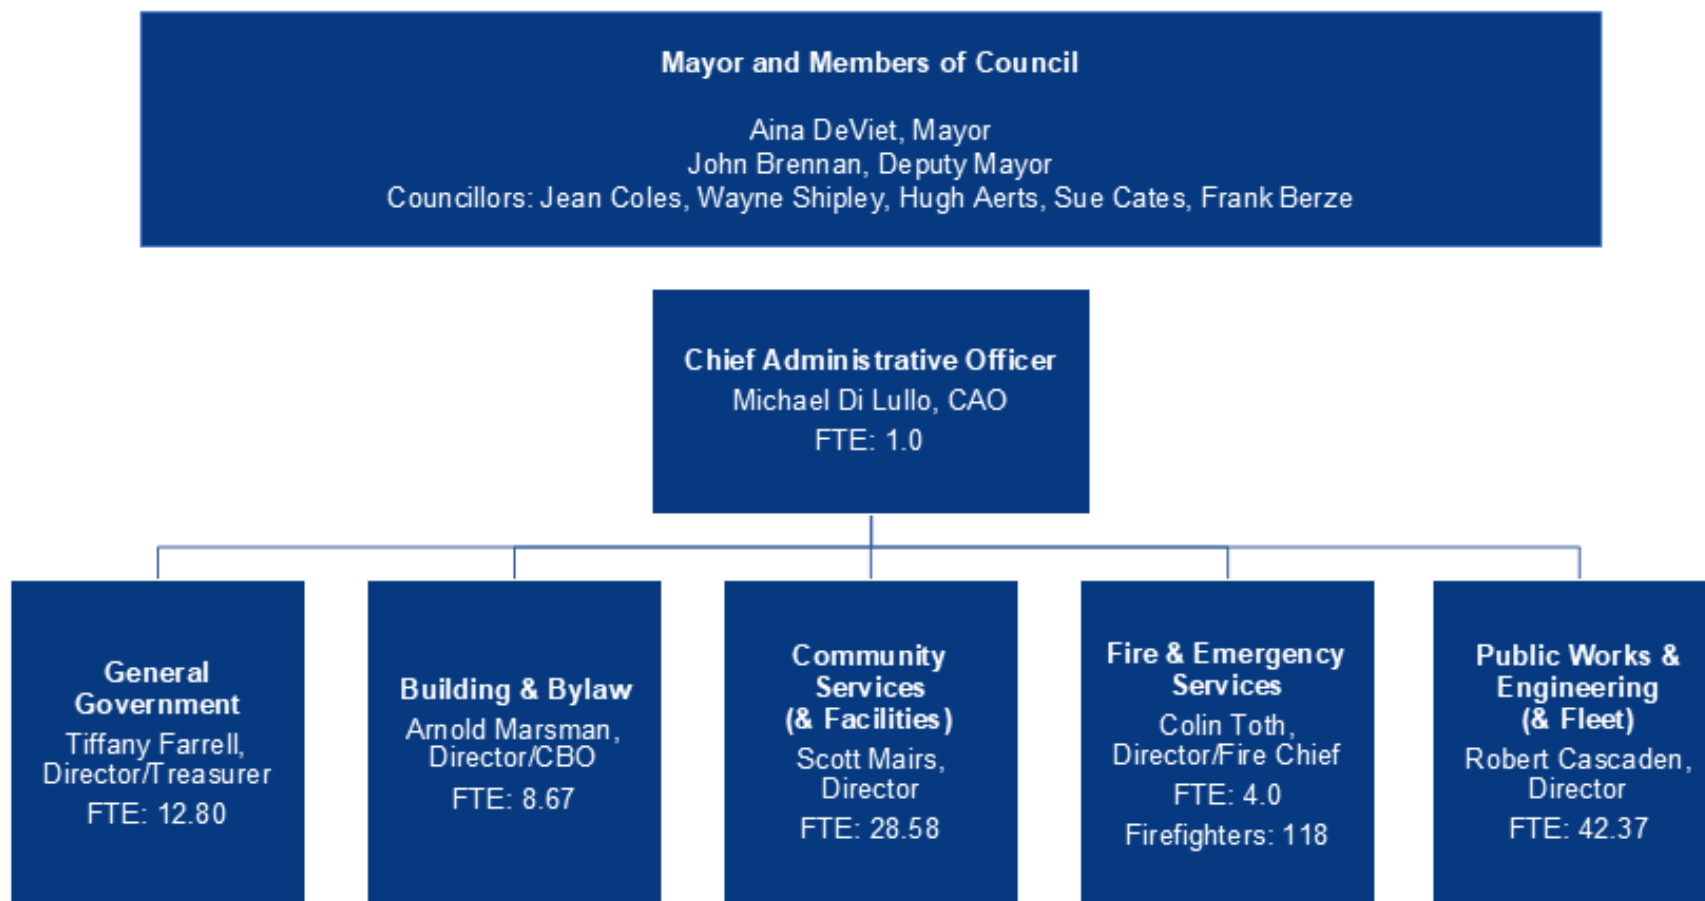 Mayor and Members of Council
Aina DeViet, Mayor
John Brennan, Deputy Mayor
Councillors: Jean Coles, Wayne Shipley, Hugh Aerts, Sue Cates, Frank Berze
Chief Administrative Officer
Michael Di Lullo, CAO
FTE: 1.0
General
Government
Tiffany Farrell,
Director/Treasurer
FTE: 12.80
Building & Bylaw
Arnold Marsman,
Director/CBO
FTE: 8.67
Community
Services
(& Facilities)
Scott Mairs,
Director
FTE: 28.58
Fire & Emergency
Services
Colin Toth,
Director/Fire Chief
FTE: 4.0
Firefighters: 118
Public Works &
Engineering
(& Fleet)
Robert Cascaden,
Director
FTE: 42.37